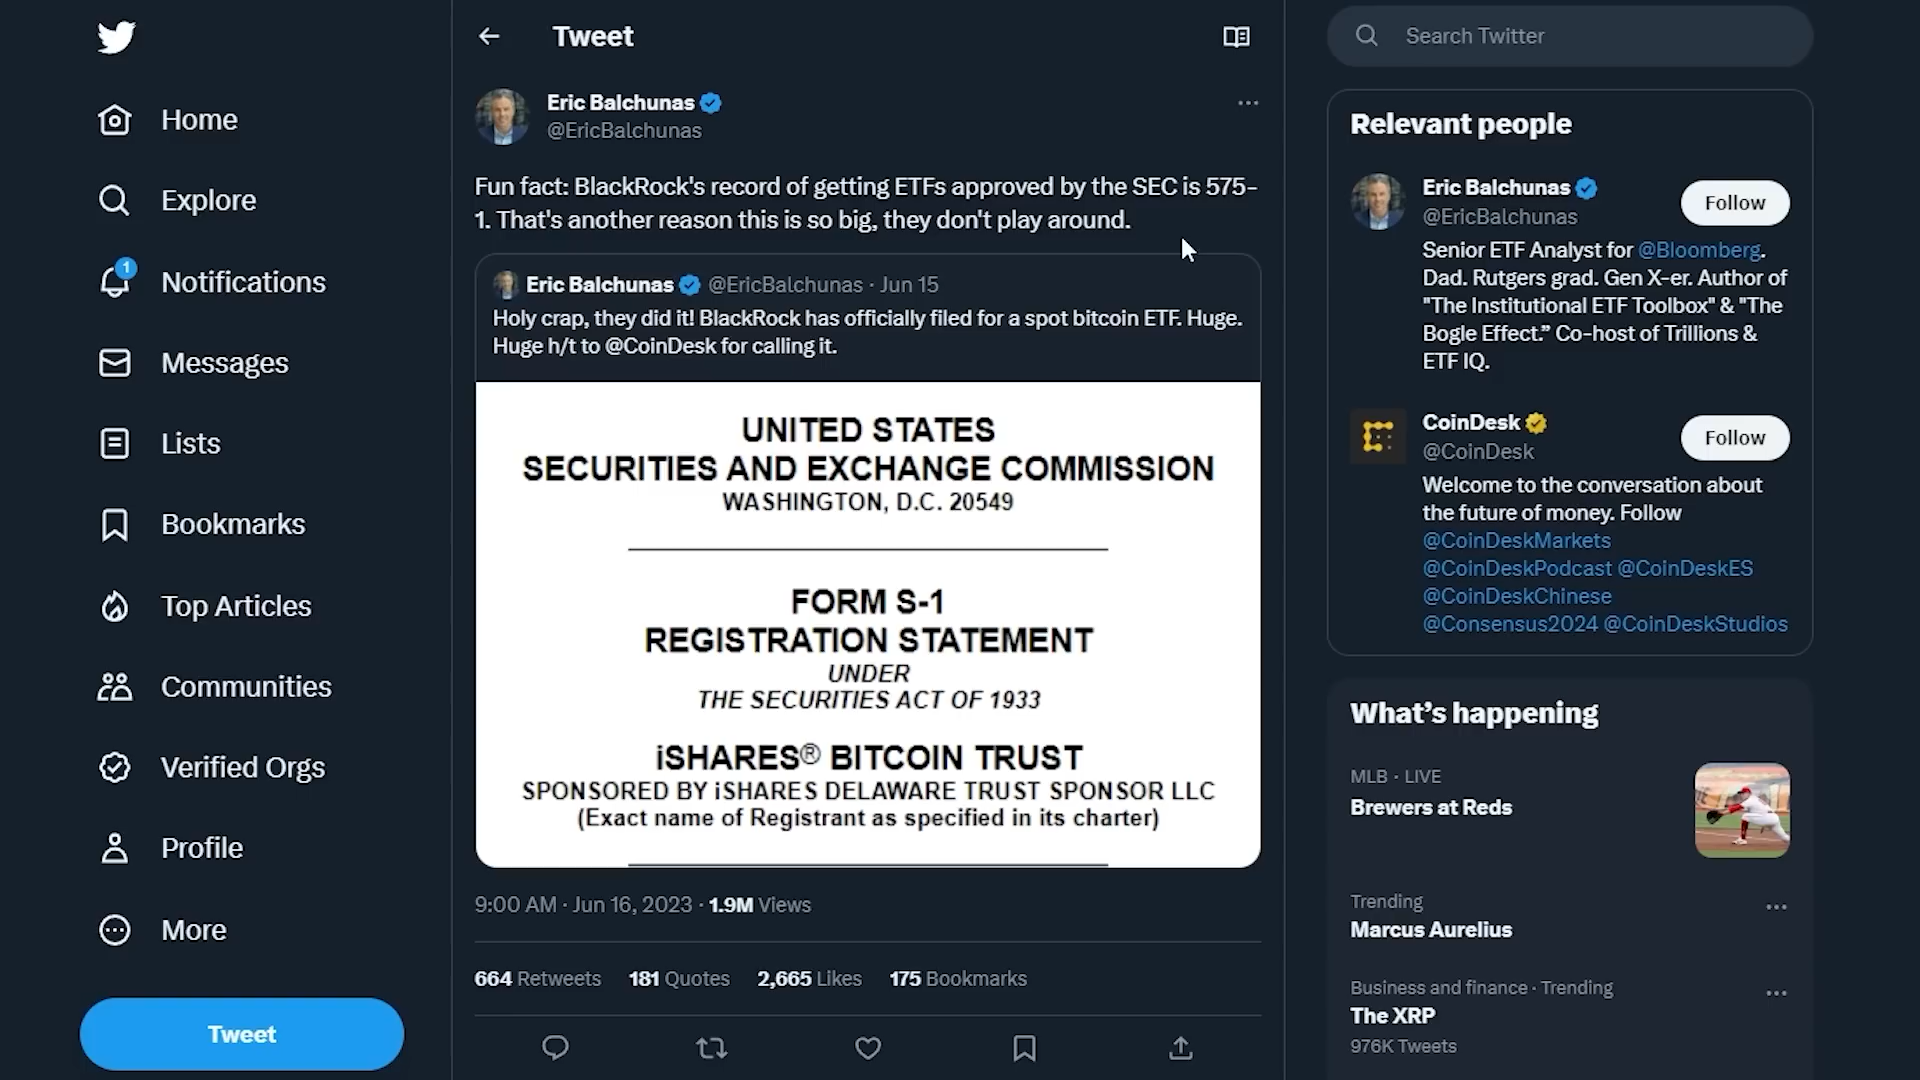 Home
Explore
1
Notifications
Messages
Lists
Bookmarks
Top Articles
Communities
Verified Orgs
Profile
More
Tweet
Tweet
Eric Balchunas
@EricBalchunas
Fun fact: BlackRock's record of getting ETFs approved by the SEC is 575-
1. That's another reason this is so big, they don't play around.
Eric Balchunas @EricBalchunas · Jun 15
Holy crap, they did it! BlackRock has officially filed for a spot bitcoin ETF. Huge.
Huge h/t to @CoinDesk for calling it.
UNITED STATES
SECURITIES AND EXCHANGE COMMISSION
WASHINGTON, D.C. 20549
FORM S-1
REGISTRATION STATEMENT
UNDER
THE SECURITIES ACT OF 1933
iSHARES® BITCOIN TRUST
SPONSORED BY iSHARES DELAWARE TRUST SPONSOR LLC
(Exact name of Registrant as specified in its charter)
9:00 AM · Jun 16, 2023 · 1.9M Views
664 Retweets 181 Quotes 2,665 Likes 175 Bookmarks
Search Twitter
Relevant people
Eric Balchunas
@EricBalchunas
Follow
Senior ETF Analyst for @Bloomberg.
Dad. Rutgers grad. Gen X-er. Author of
"The Institutional ETF Toolbox" & "The
Bogle Effect.” Co-host of Trillions &
ETF IQ.
CoinDesk
@CoinDesk
Follow
Welcome to the conversation about
the future of money. Follow
@CoinDeskMarkets
@CoinDeskPodcast @CoinDeskES
@CoinDeskChinese
@Consensus2024 @CoinDeskStudios
What’s happening
MLB · LIVE
Brewers at Reds
Trending
Marcus Aurelius
Business and finance · Trending
The XRP
976K Tweets